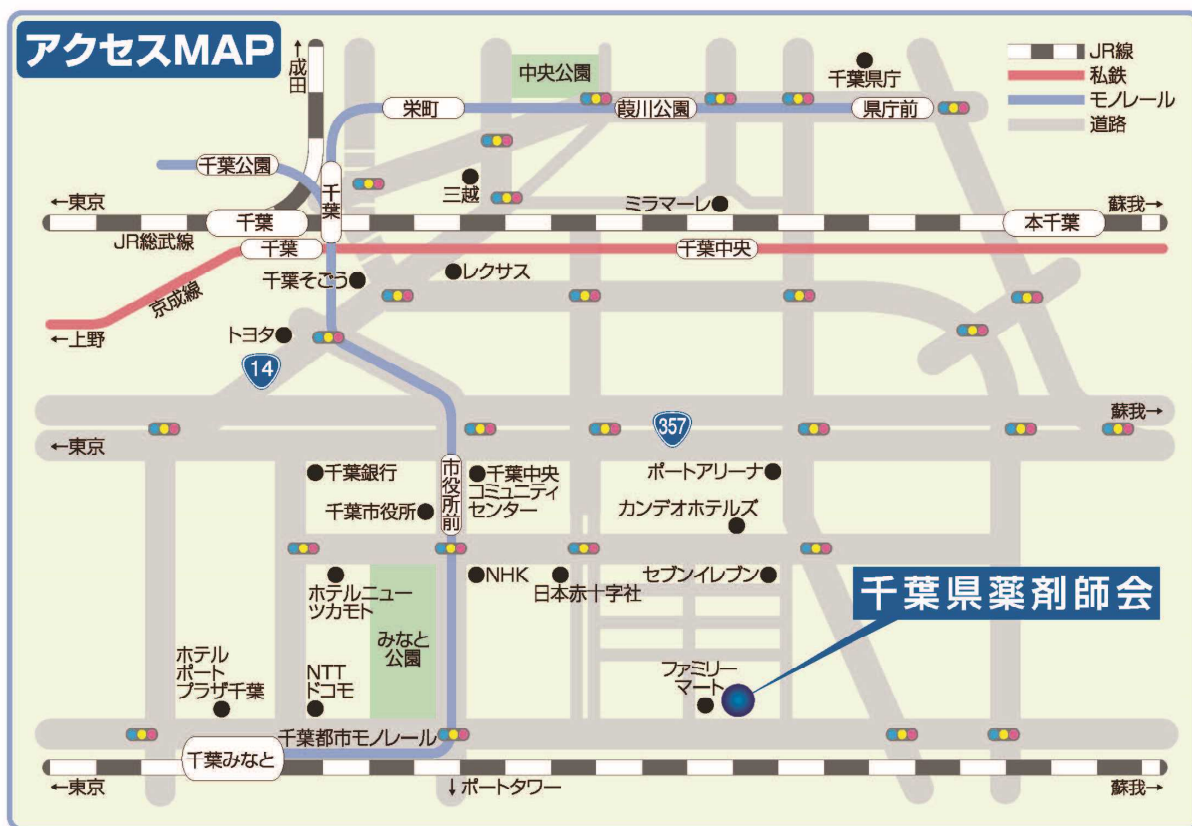 アクセスMAP
↑成田
中央公園
千葉県庁
JR線
私鉄
モノレール
道路
栄町
葭川公園
県庁前
千葉公園
千葉
三越
←東京
ミラマーレ
蘇我→
千葉
本千葉
JR総武線
千葉
千葉中央
千葉そごう
レクサス
京成線
←上野
トヨタ
14
蘇我→
357
←東京
千葉銀行
市役所前
千葉中央
コミュニティ
センター
ポートアリーナ
千葉市役所
カンデオホテルズ
ホテルニュー
ツカモト
NHK
日本赤十字社
セブンイレブン
千葉県薬剤師会
みなと
公園
ホテル
ポート
プラザ千葉
NTT
ドコモ
ファミリー
マート
千葉都市モノレール
千葉みなと
←東京
↓ポートタワー
蘇我→